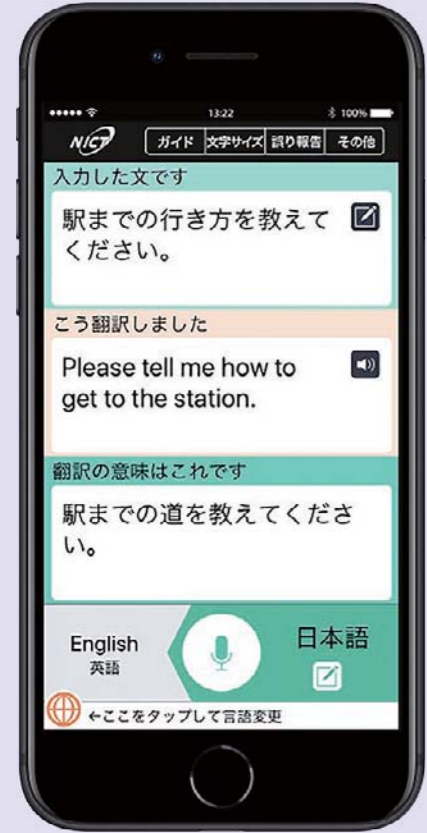 13:22 100%
NICT ガイド 文字サイズ 誤り報告 その他
入力した文です
駅までの行き方を教えて
ください。
こう翻訳しました
Please tell me how to
get to the station.
翻訳の意味はこれです
駅までの道を教えてくださ
い。
English 日本語
英語
←ここをタップして言語変更